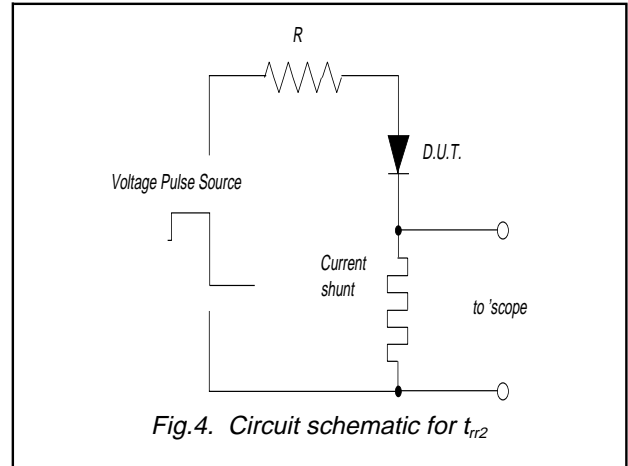 R
D.U.T.
Voltage Pulse Source
Current
shunt
to 'scope
Fig.4. Circuit schematic for trr2